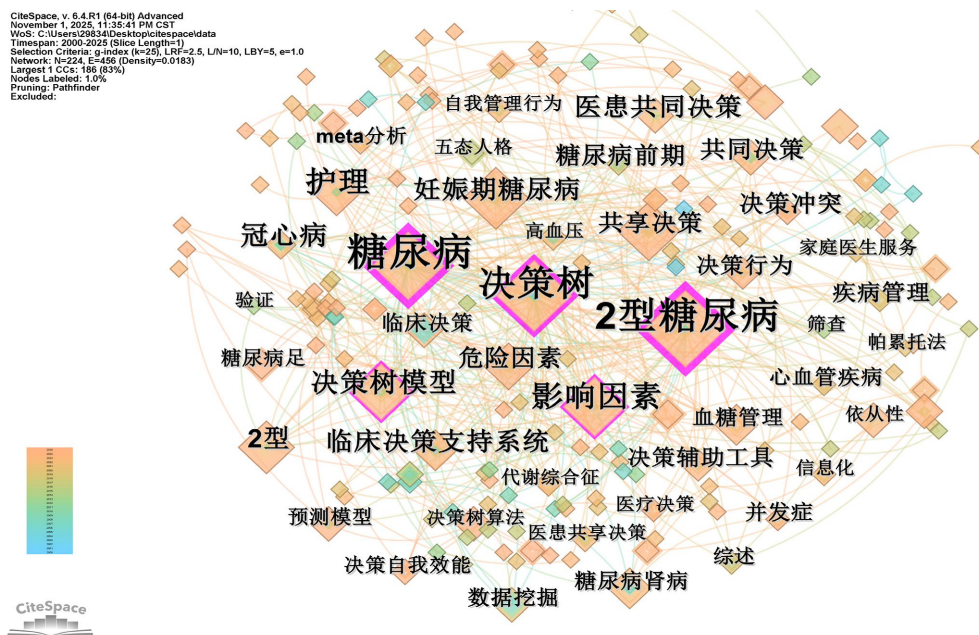 CiteSpace, v. 6.4.R1 (64-bit) Advanced
November 1, 2025, 11:35:41 PM CST
WoS: C:\Users\29834\Desktop\citespace\data
Timespan: 2000-2025 (Slice Length=1)
Selection Criteria: g-index (k=25), LRF=2.5, L/N=10, LBY=5, e=1.0
Network: N=224, E=456 (Density=0.0183)
Largest 1 CCs: 186 (83%)
Nodes Labeled: 1.0%
Pruning: Pathfinder
Excluded:
自我管理行为
医患共同决策
meta分析
五态人格
糖尿病前期
共同决策
护理
妊娠期糖尿病
决策冲突
冠心病
高血压
共享决策
家庭医生服务
糖尿病
决策树
决策行为
验证
临床决策
2型糖尿病
疾病管理
筛查
糖尿病足
危险因素
帕累托法
决策树模型
影响因素
心血管疾病
2型
临床决策支持系统
血糖管理
依从性
代谢综合征
决策辅助工具
信息化
预测模型
决策树算法
医疗决策
并发症
医患共享决策
决策自我效能
综述
数据挖掘
糖尿病肾病
CiteSpace